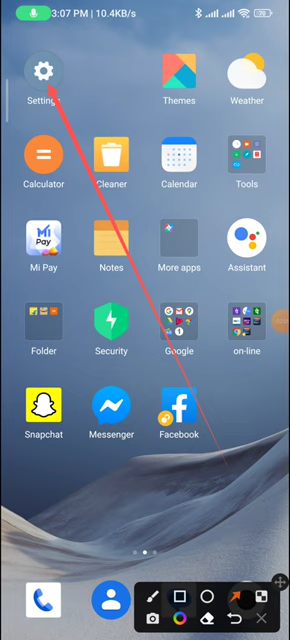 3:07 PM | 10.4KB/s
Settings
Themes
Weather
Calculator
Cleaner
Calendar
Tools
Mi
Pay
Mi Pay
Notes
More apps
Assistant
Folder
Security
Google
on-line
Snapchat
Messenger
Facebook